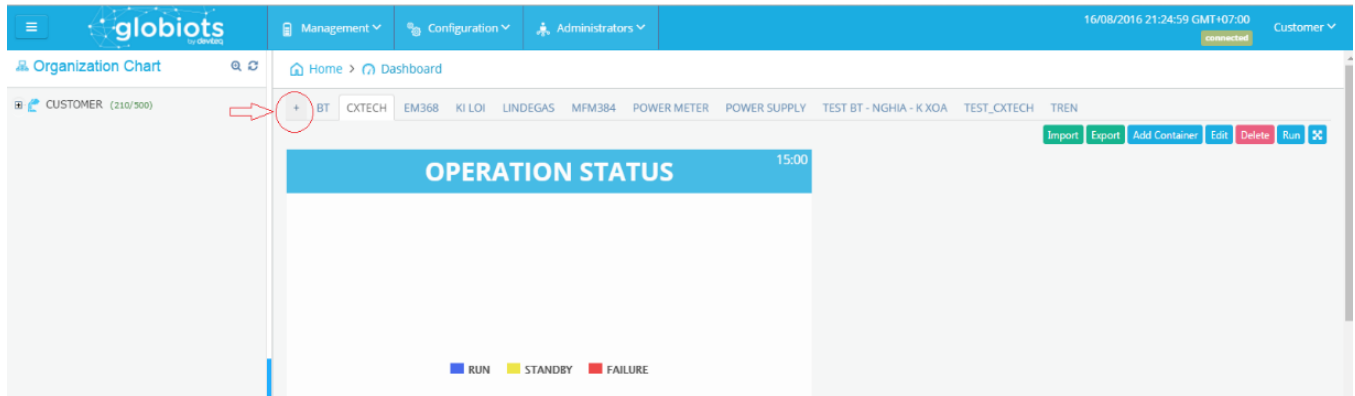 globiots
by deviteq
Management
Configuration
Administrators
16/08/2016 21:24:59 GMT+07:00
connected
Customer
Organization Chart
Home > Dashboard
CUSTOMER (210/500)
+ BT CXTECH EM368 KI LOI LINDEGAS MFM384 POWER METER POWER SUPPLY TEST BT - NGHIA - K XOA TEST_CXTECH TREN
Import Export Add Container Edit Delete Run
OPERATION STATUS
15:00
RUN STANDBY FAILURE